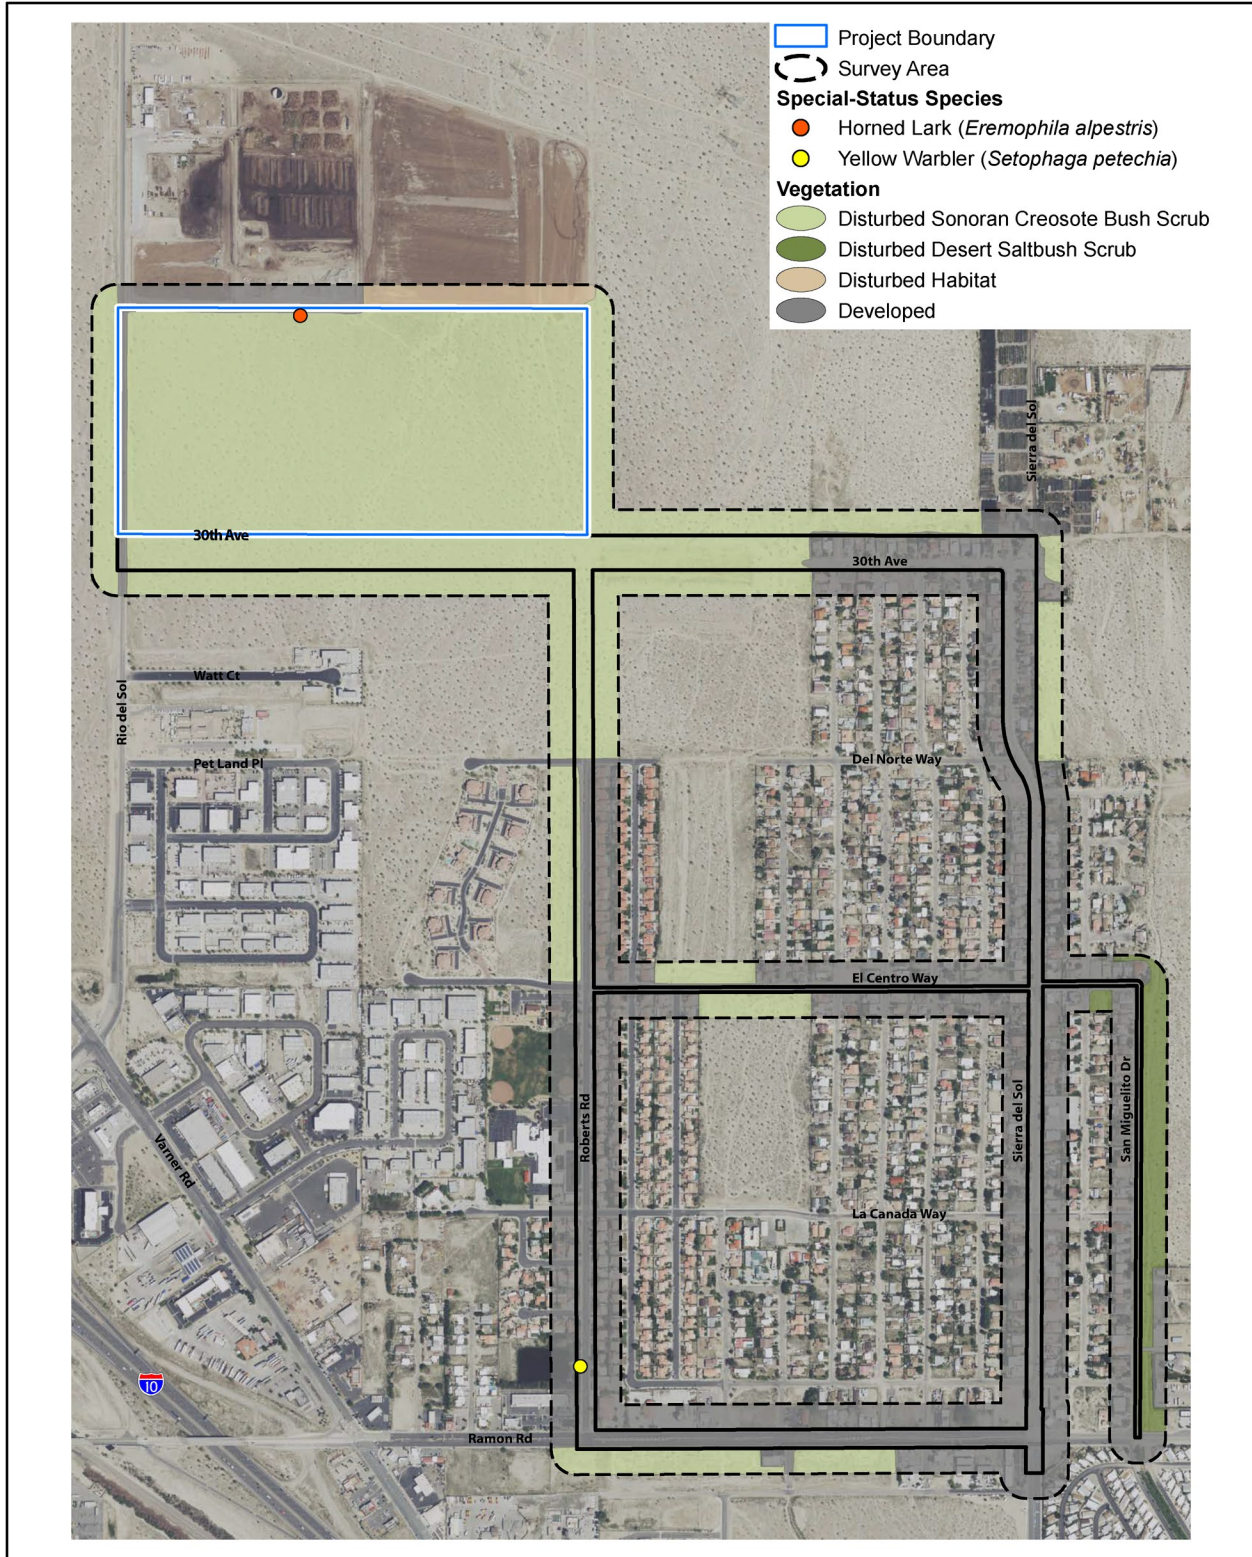 Project Boundary
Survey Area
Special-Status Species
Horned Lark (Eremophila alpestris)
Yellow Warbler (Setophaga petechia)
Vegetation
Disturbed Sonoran Creosote Bush Scrub
Disturbed Desert Saltbush Scrub
Disturbed Habitat
Developed
Sierra del Sol
30th Ave
30th Ave
Watt Ct
Rio del Sol
Pet Land Pl
Del Norte Way
El Centro Way
Roberts Rd
Sierra del Sol
San Miguelito Dr
Varner Rd
La Canada Way
10
Ramon Rd